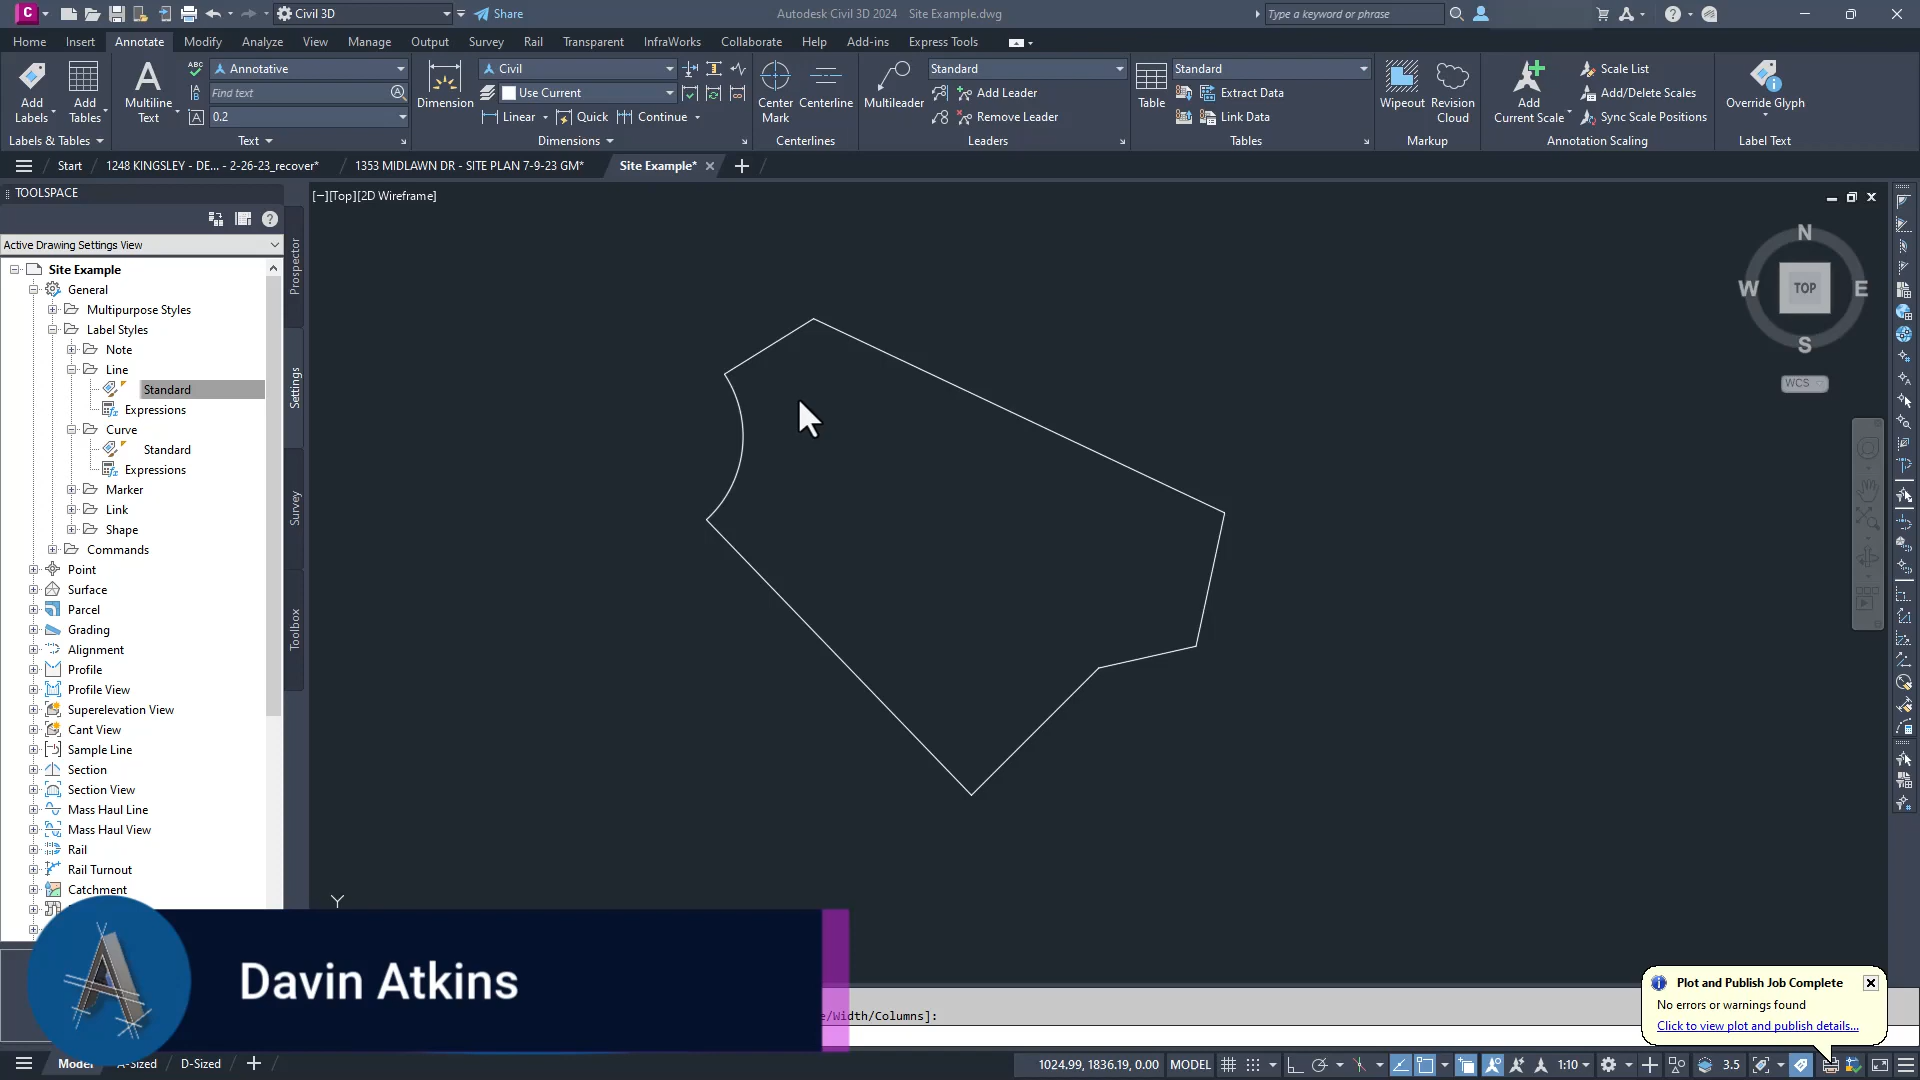 C
Civil 3D
Share
Autodesk Civil 3D 2024 Site Example.dwg
Type a keyword or phrase
Home Insert Annotate Modify Analyze View Manage Output Survey Rail Transparent InfraWorks Collaborate Help Add-ins Express Tools
Add Labels
Add Tables
Labels & Tables
Multiline Text
ABC
Annotative
Find text
0.2
Text
Dimension
Civil
Use Current
Linear
Quick
Continue
Dimensions
Center Mark
Centerline
Centerlines
Multileader
Standard
Add Leader
Remove Leader
Leaders
Table
Standard
Extract Data
Link Data
Tables
Wipeout
Revision Cloud
Markup
Add Current Scale
Scale List
Add/Delete Scales
Sync Scale Positions
Annotation Scaling
Override Glyph
Label Text
Start
1248 KINGSLEY - DE... - 2-26-23_recover*
1353 MIDLAWN DR - SITE PLAN 7-9-23 GM*
Site Example*
TOOLSPACE
Active Drawing Settings View
Site Example
General
Multipurpose Styles
Label Styles
Note
Line
Standard
Expressions
Curve
Standard
Expressions
Marker
Link
Shape
Commands
Point
Surface
Parcel
Grading
Alignment
Profile
Profile View
Superelevation View
Cant View
Sample Line
Section
Section View
Mass Haul Line
Mass Haul View
Rail
Rail Turnout
Catchment
Prospector
Settings
Survey
Toolbox
[−][Top][2D Wireframe]
N
W
TOP
E
S
WCS
Y
Davin Atkins
e/Width/Columns]:
Plot and Publish Job Complete
No errors or warnings found
Click to view plot and publish details...
Model
A-Sized
D-Sized
1024.99, 1836.19, 0.00
MODEL
1:10
3.5